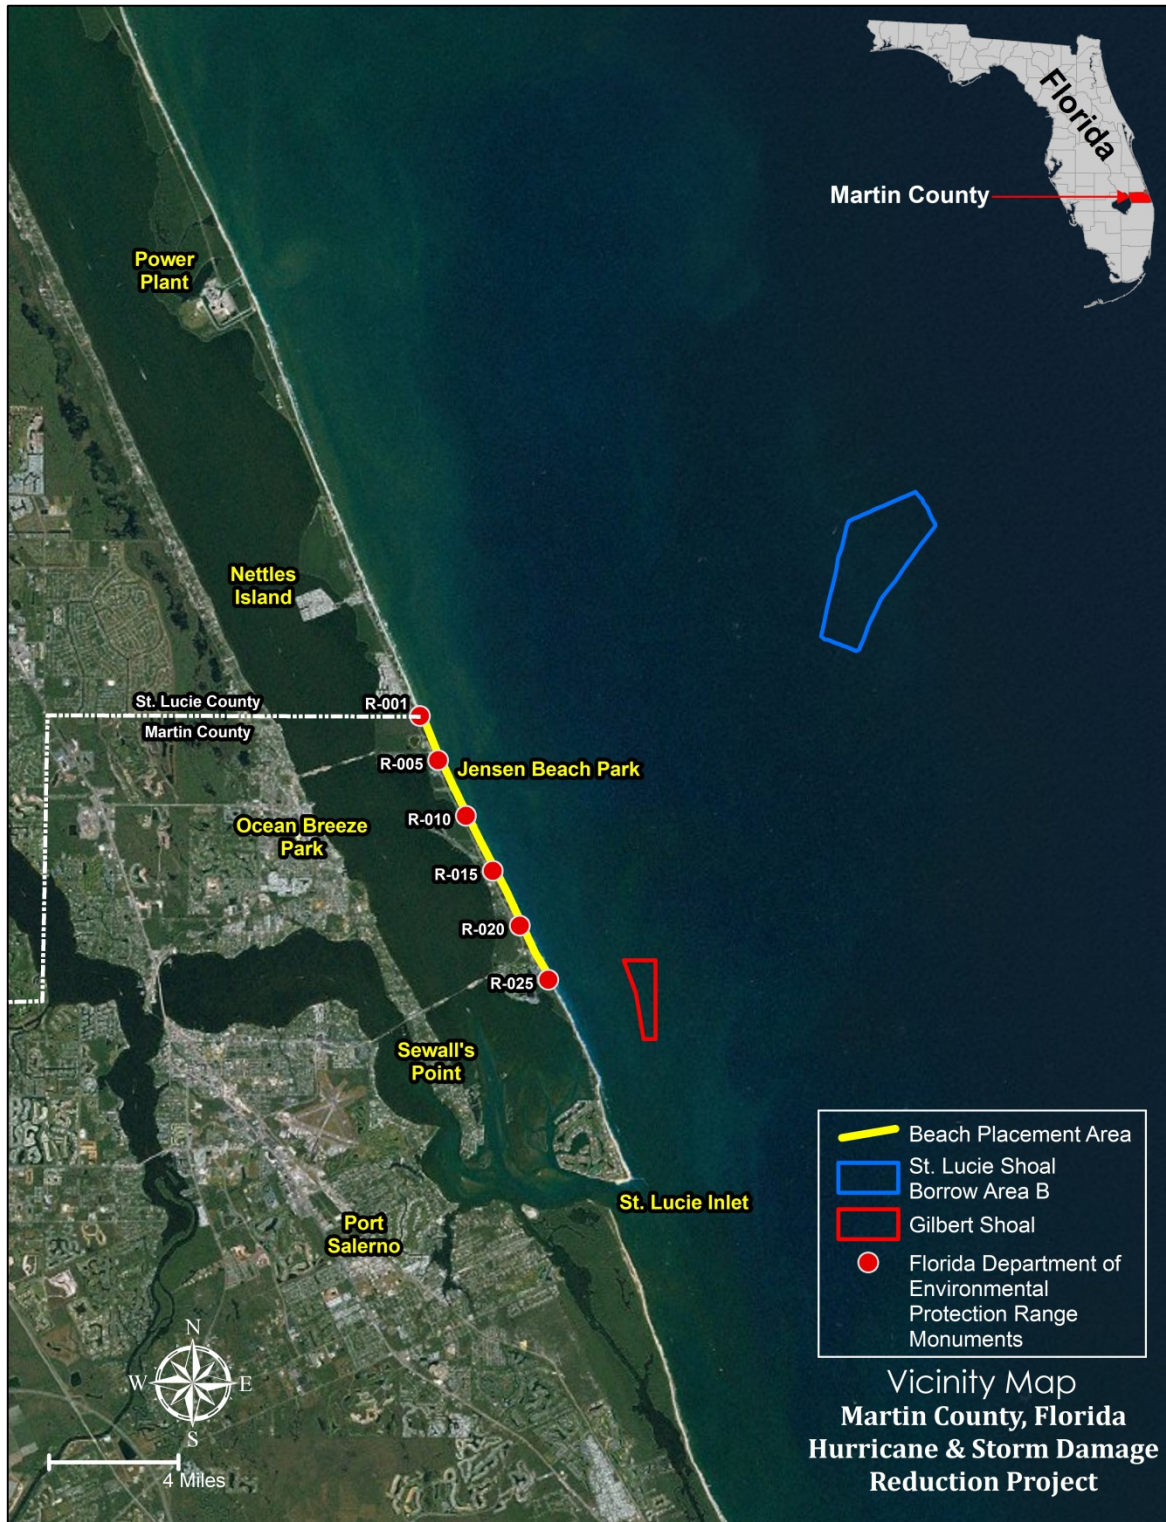 Florida
Martin County
Power
Plant
Nettles
Island
St. Lucie County
R-001
Martin County
R-005
Jensen Beach Park
R-010
Ocean Breeze
Park
R-015
R-020
R-025
Sewall's
Point
St. Lucie Inlet
Port
Salerno
Beach Placement Area
St. Lucie Shoal
Borrow Area B
Gilbert Shoal
Florida Department of
Environmental
Protection Range
Monuments
N
W
E
S
4 Miles
Vicinity Map
Martin County, Florida
Hurricane & Storm Damage
Reduction Project